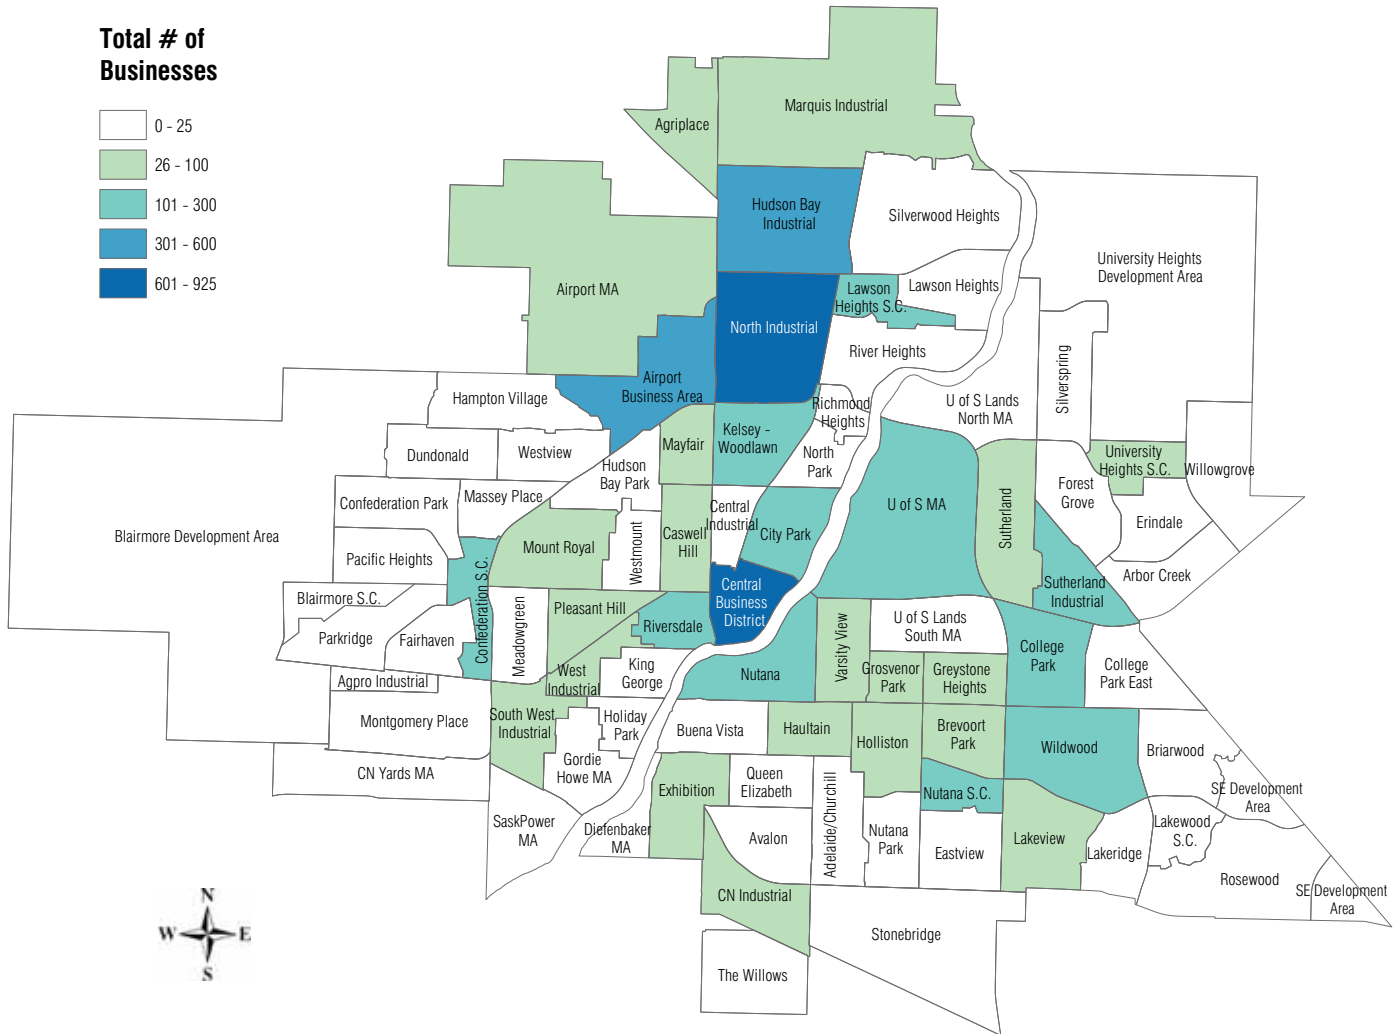 Total # of
Businesses
0 - 25
26 - 100
101 - 300
301 - 600
601 - 925
Marquis Industrial
Agriplace
Hudson Bay
Industrial
Silverwood Heights
University Heights
Development Area
Airport MA
Lawson
Heights S.C.
Lawson Heights
North Industrial
River Heights
Silverspring
Airport
Business Area
Hampton Village
Richmond
Heights
U of S Lands
North MA
Mayfair
Kelsey -
Woodlawn
North
Park
Dundonald
Westview
Hudson
Bay Park
University
Heights S.C.
Willowgrove
Confederation Park
Massey Place
Central
Industrial
City Park
U of S MA
Sutherland
Forest
Grove
Erindale
Blairmore Development Area
Mount Royal
Westmount
Caswell
Hill
Pacific Heights
Confederation S.C.
Arbor Creek
Sutherland
Industrial
Central
Business
District
Blairmore S.C.
Parkridge
Fairhaven
Meadowgreen
Pleasant Hill
Riversdale
Varsity View
U of S Lands
South MA
College
Park
College
Park East
Agpro Industrial
West
Industrial
King
George
Nutana
Grosvenor
Park
Greystone
Heights
Montgomery Place
South West
Industrial
Holiday
Park
Buena Vista
Haultain
Holliston
Brevoort
Park
Wildwood
Briarwood
CN Yards MA
Gordie
Howe MA
Exhibition
Queen
Elizabeth
Adelaide/Churchill
Nutana S.C.
SE Development
Area
SaskPower
MA
Diefenbaker
MA
Avalon
Nutana
Park
Eastview
Lakeview
Lakeridge
Lakewood
S.C.
Rosewood
SE Development
Area
CN Industrial
Stonebridge
The Willows
N
W
E
S